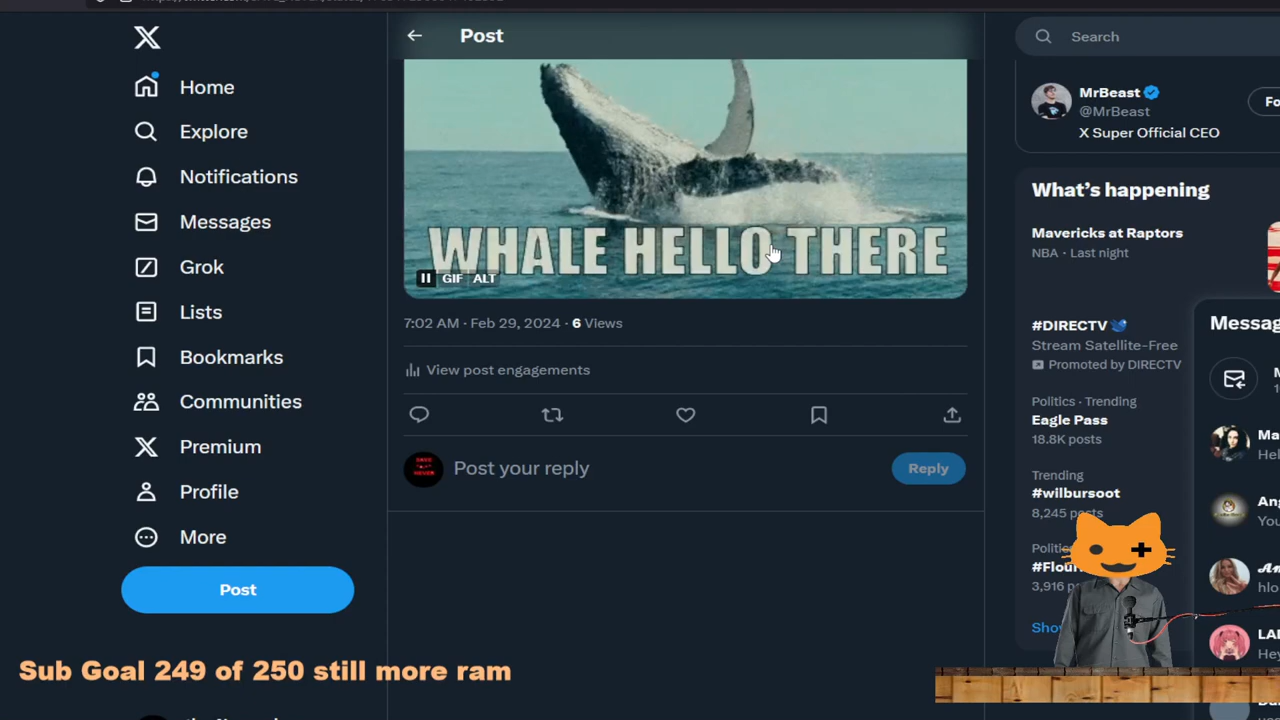 Post
Search
Home
Explore
Notifications
Messages
Grok
Lists
Bookmarks
Communities
Premium
Profile
More
Post
WHALE HELLO THERE
GIF ALT
7:02 AM · Feb 29, 2024 · 6 Views
View post engagements
Post your reply
Reply
MrBeast
@MrBeast
X Super Official CEO
What's happening
Mavericks at Raptors
NBA · Last night
#DIRECTV
Stream Satellite-Free
Promoted by DIRECTV
Politics · Trending
Eagle Pass
18.8K posts
Trending
#wilbursoot
8,245 posts
3,916
Sub Goal 249 of 250 still more ram